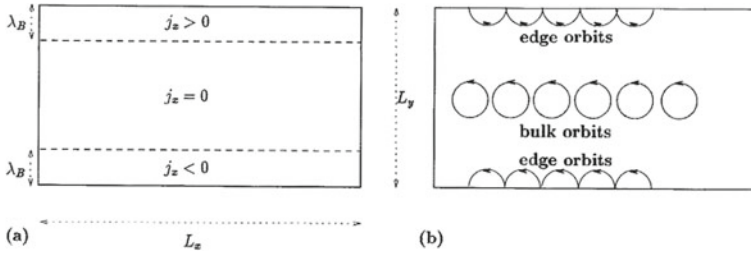 λ_B
j_x > 0
j_x = 0
λ_B
j_x < 0
L_x
(a)
edge orbits
L_y
bulk orbits
edge orbits
(b)